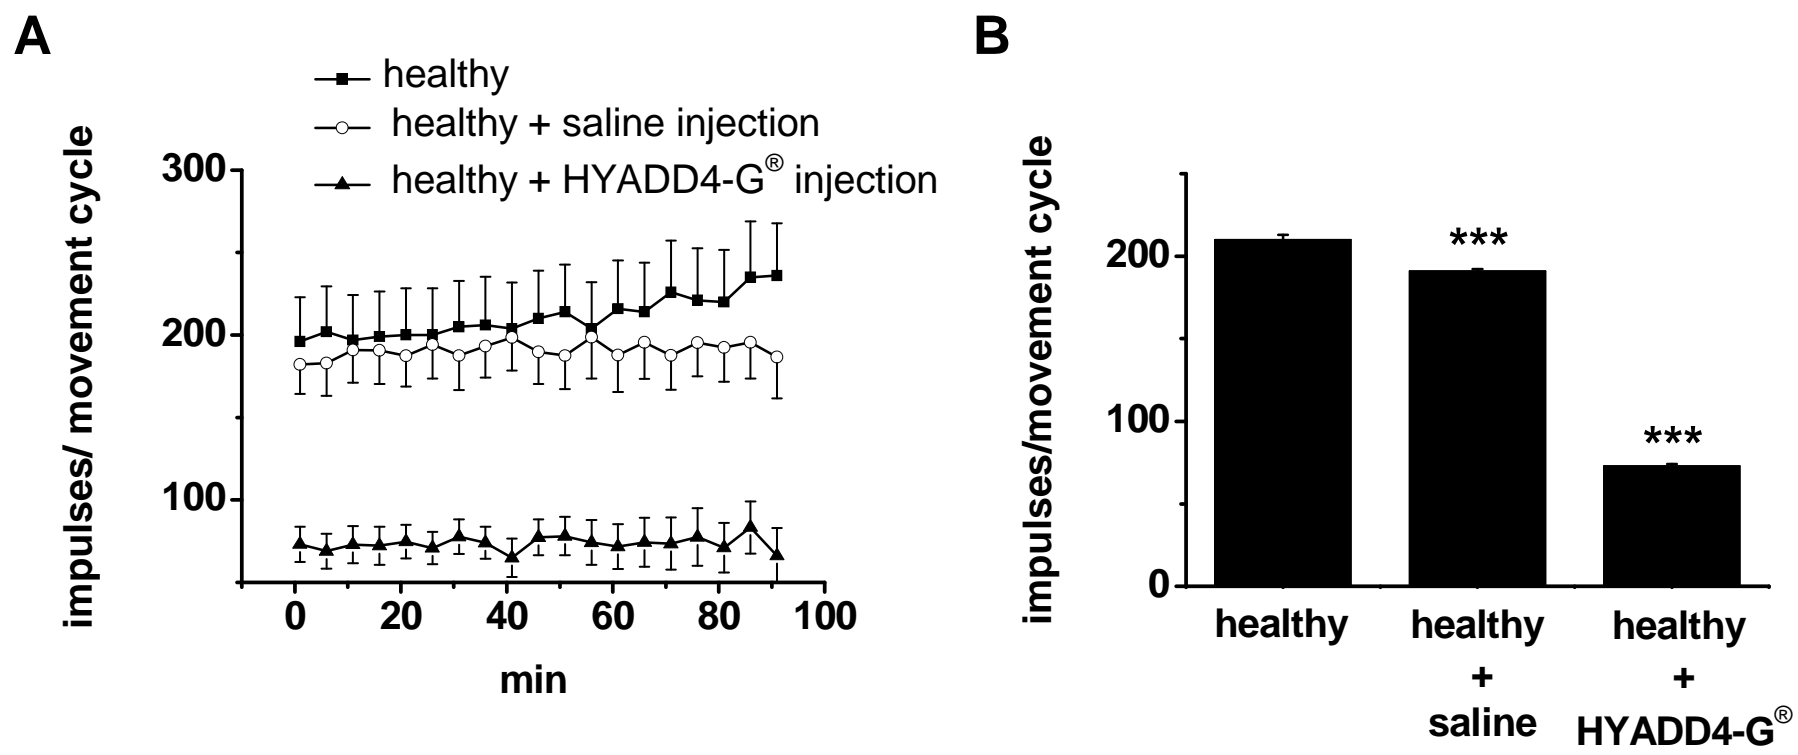 A
healthy
healthy + saline injection
healthy + HYADD4-G® injection
impulses/ movement cycle
300
200
100
0 20 40 60 80 100
min
B
impulses/movement cycle
200
100
0
***
***
healthy healthy healthy
+ +
saline HYADD4-G®